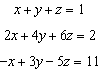 x + y + z = 1
2x + 4y + 6z = 2
−x + 3y − 5z = 11